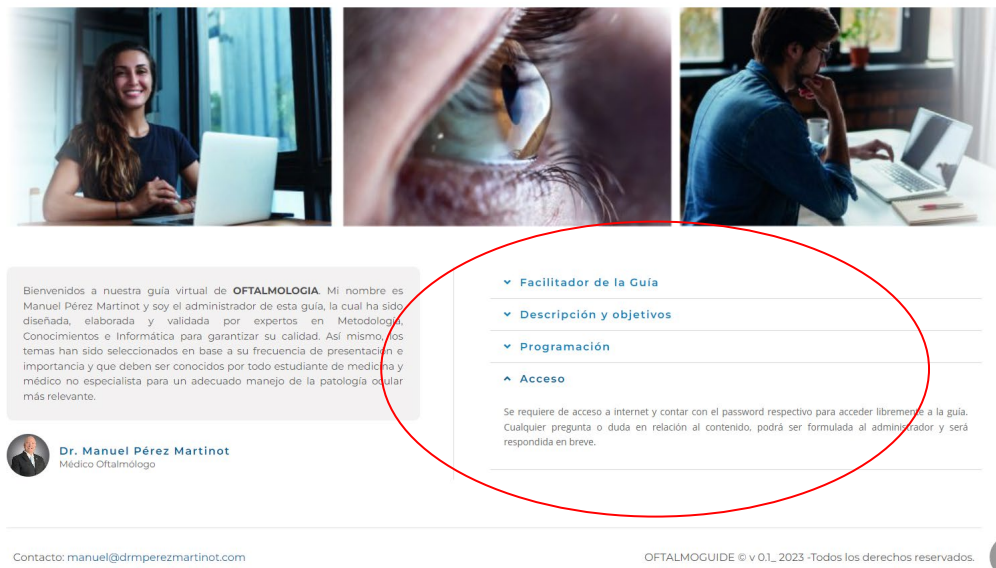 Bienvenidos a nuestra guía virtual de OFTALMOLOGIA. Mi nombre es
Manuel Pérez Martinot y soy el administrador de esta guía, la cual ha sido
diseñada, elaborada y validada por expertos en Metodología,
Conocimientos e Informática para garantizar su calidad. Así mismo, los
temas han sido seleccionados en base a su frecuencia de presentación e
importancia y que deben ser conocidos por todo estudiante de medicina y
médico no especialista para un adecuado manejo de la patología ocular
más relevante.
Dr. Manuel Pérez Martinot
Médico Oftalmólogo
Facilitador de la Guía
Descripción y objetivos
Programación
Acceso
Se requiere de acceso a internet y contar con el password respectivo para acceder libremente a la guía.
Cualquier pregunta o duda en relación al contenido, podrá ser formulada al administrador y será
respondida en breve.
Contacto: manuel@drmperezmartinot.com
OFTALMOGUIDE © v 0.1_ 2023 -Todos los derechos reservados.